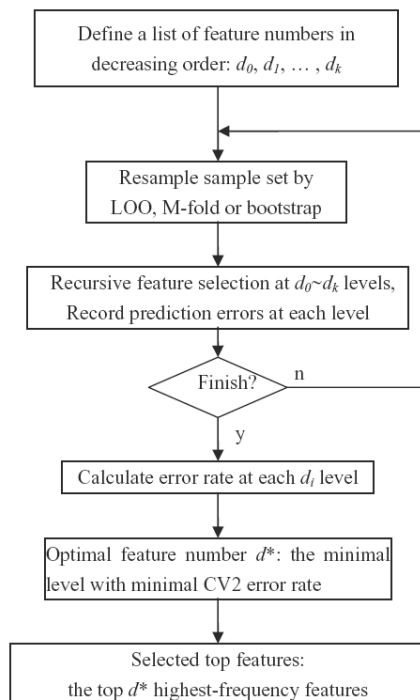 Define a list of feature numbers in
decreasing order: d0, d1, … , dk
Resample sample set by
LOO, M-fold or bootstrap
Recursive feature selection at d0~dk levels,
Record prediction errors at each level
Finish?
n
y
Calculate error rate at each di level
Optimal feature number d*: the minimal
level with minimal CV2 error rate
Selected top features:
the top d* highest-frequency features